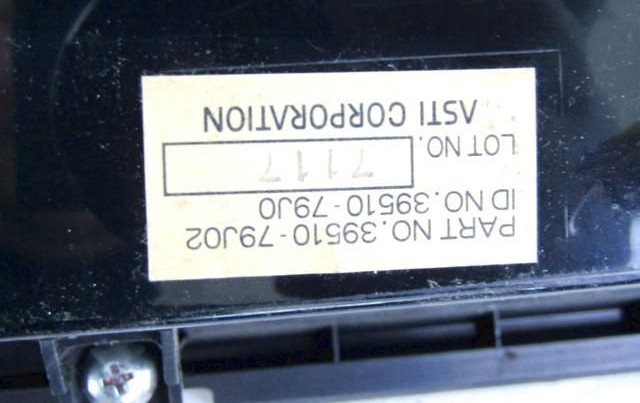 PART NO. 39510-79J02
ID NO. 39510-79J0
LOT NO. 7117
ASTI CORPORATION